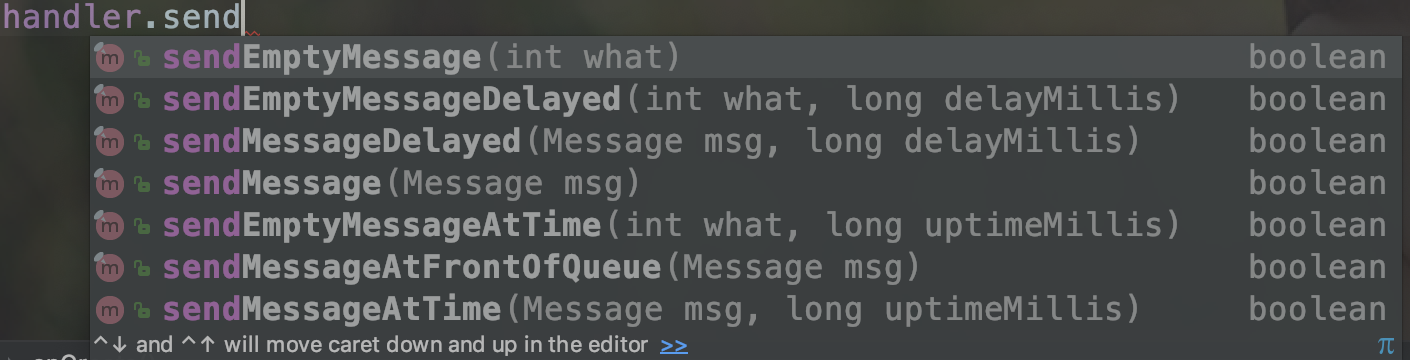 handler.send
sendEmptyMessage(int what) boolean
sendEmptyMessageDelayed(int what, long delayMillis) boolean
sendMessageDelayed(Message msg, long delayMillis) boolean
sendMessage(Message msg) boolean
sendEmptyMessageAtTime(int what, long uptimeMillis) boolean
sendMessageAtFrontOfQueue(Message msg) boolean
sendMessageAtTime(Message msg, long uptimeMillis) boolean
^↓ and ^↑ will move caret down and up in the editor >> π